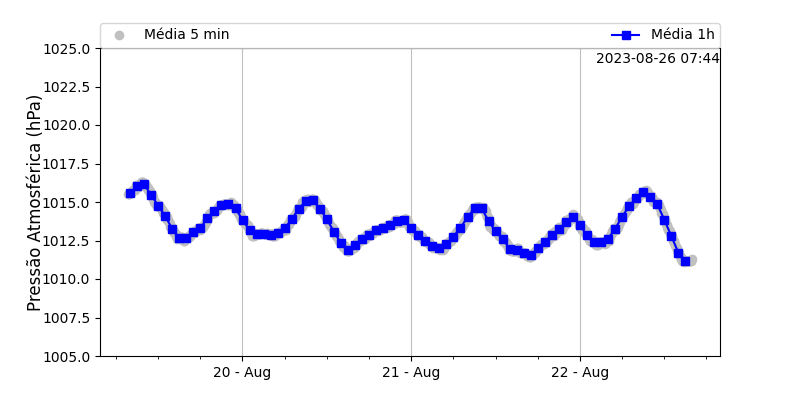 Média 5 min
Média 1h
2023-08-26 07:44
Pressão Atmosférica (hPa)
1025.0
1022.5
1020.0
1017.5
1015.0
1012.5
1010.0
1007.5
1005.0
20 - Aug
21 - Aug
22 - Aug